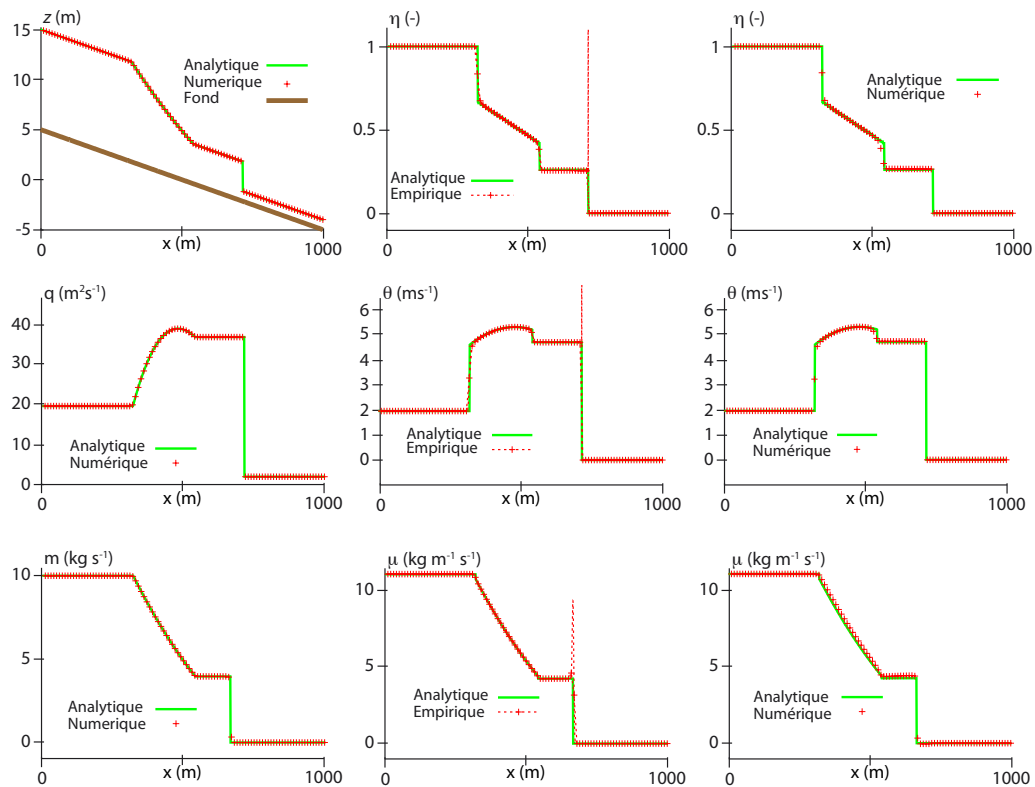 z (m)
15
10
5
0
-5
Analytique
Numerique
Fond
0
x (m)
1000
η (-)
1
0.5
0
Analytique
Empirique
0
x (m)
1000
η (-)
1
0.5
0
Analytique
Numérique
0
x (m)
1000
q (m²s⁻¹)
40
30
20
10
0
Analytique
Numérique
0
x (m)
1000
θ (ms⁻¹)
6
5
4
3
2
1
0
Analytique
Empirique
0
x (m)
1000
θ (ms⁻¹)
6
5
4
3
2
1
0
Analytique
Numérique
0
x (m)
1000
m (kg s⁻¹)
10
5
0
Analytique
Numerique
0
x (m)
1000
μ (kg m⁻¹ s⁻¹)
10
5
0
Analytique
Empirique
0
x (m)
1000
μ (kg m⁻¹ s⁻¹)
10
5
0
Analytique
Numérique
0
x (m)
1000